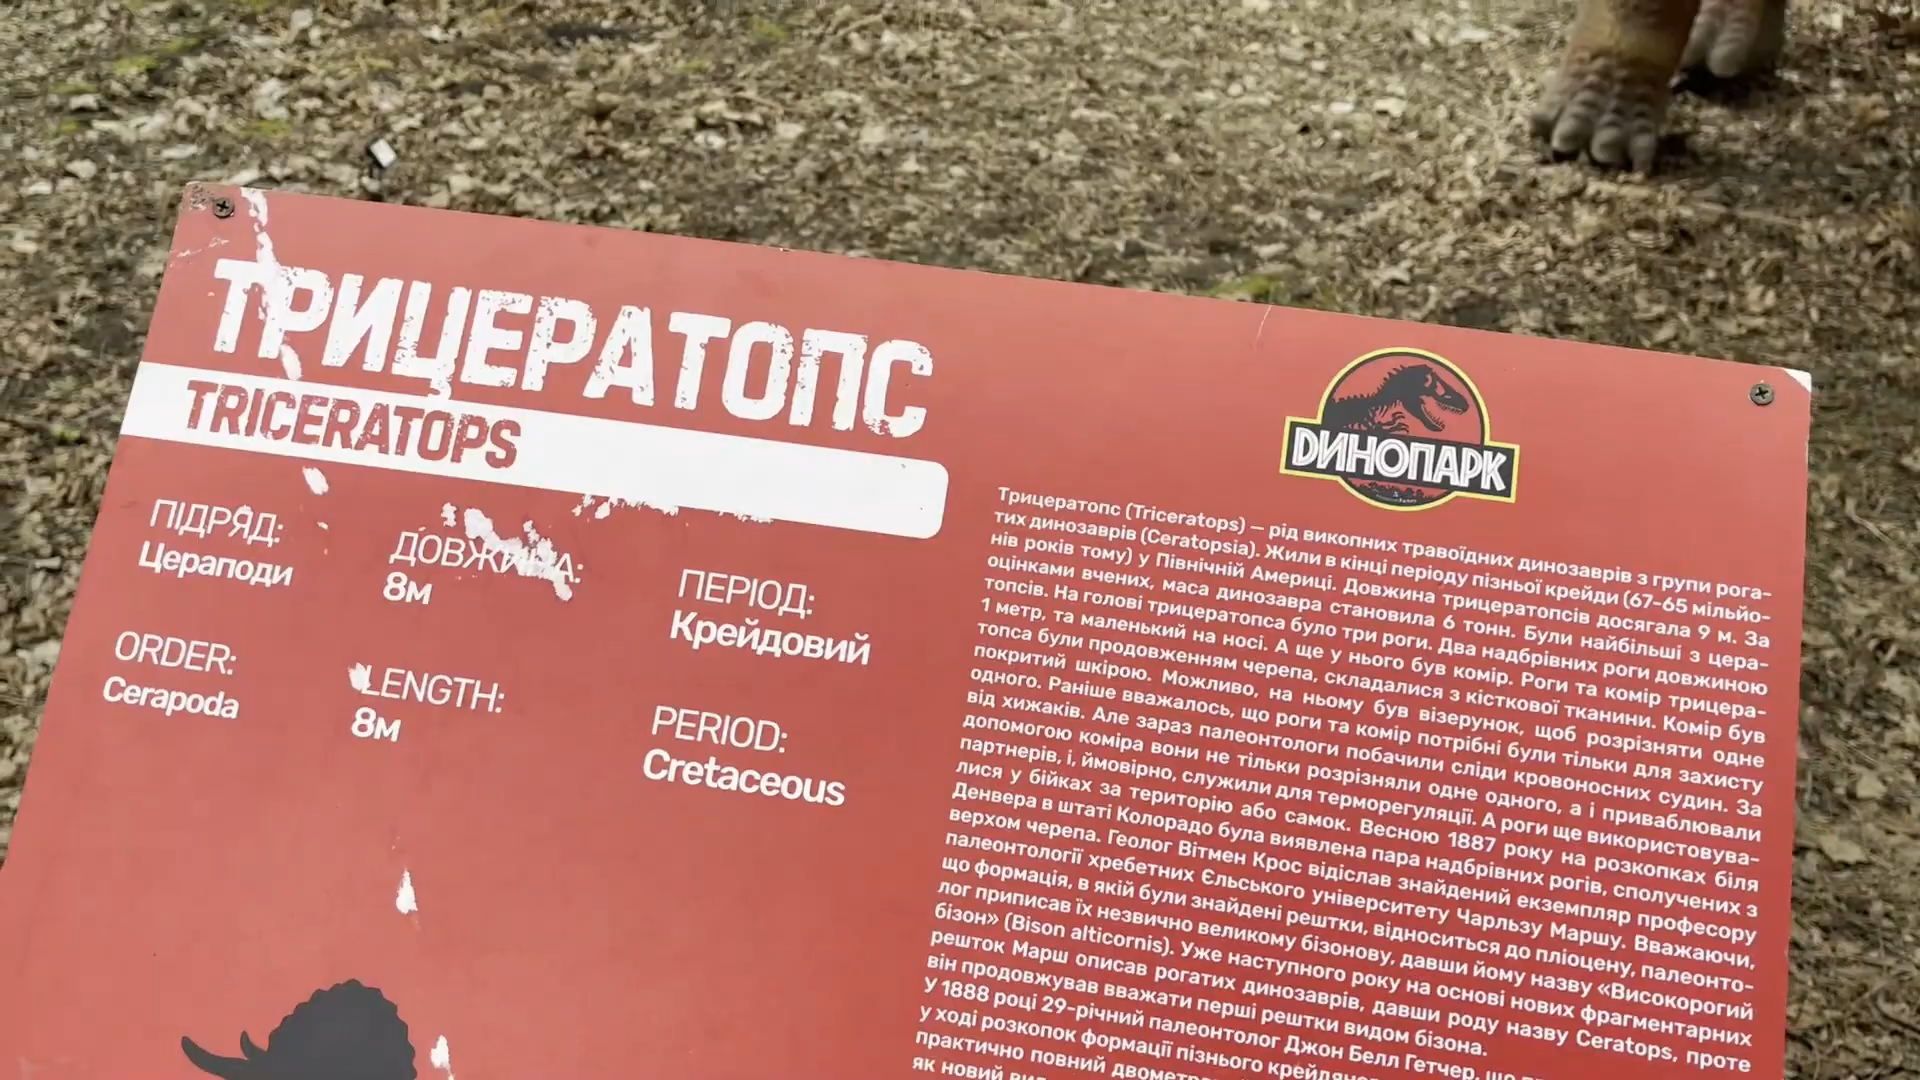 ТРИЦЕРАТОПС
TRICERATOPS
ПІДРЯД:
Цераподи
ДОВЖИНА:
8м
ПЕРІОД:
Крейдовий
ORDER:
Cerapoda
LENGTH:
8м
PERIOD:
Cretaceous
ДИНОПАРК
Трицератопс (Triceratops) — рід викопних травоїдних динозаврів з групи рога-
тих динозаврів (Ceratopsia). Жили в кінці періоду пізньої крейди (67-65 мільйо-
нів років тому) у Північній Америці. Довжина трицератопсів досягала 9 м. За
оцінками вчених, маса динозавра становила 6 тонн. Були найбільші з цера-
топсів. На голові трицератопса було три роги. Два надбрівних роги довжиною
1 метр, та маленький на носі. А ще у нього був комір. Роги та комір трицера-
топса були продовженням черепа, складалися з кісткової тканини. Комір був
покритий шкірою. Можливо, на ньому був візерунок, щоб розрізняти одне
одного. Раніше вважалось, що роги та комір потрібні були тільки для захисту
від хижаків. Але зараз палеонтологи побачили сліди кровоносних судин. За
допомогою коміра вони не тільки розрізняли одне одного, а і приваблювали
партнерів, і, ймовірно, служили для терморегуляції. А роги ще використовува-
лися у бійках за територію або самок. Весною 1887 року на розкопках біля
Денвера в штаті Колорадо була виявлена пара надбрівних рогів, сполучених з
верхом черепа. Геолог Вітмен Крос відіслав знайдений екземпляр професору
палеонтології хребетних Єльського університету Чарльзу Маршу. Вважаючи,
що формація, в якій були знайдені рештки, відноситься до пліоцену, палеонто-
лог приписав їх незвично великому бізонову, давши йому назву «Високорогий
бізон» (Bison alticornis). Уже наступного року на основі нових фрагментарних
решток Марш описав рогатих динозаврів, давши роду назву Ceratops, проте
він продовжував вважати перші рештки видом бізона.
У 1888 році 29-річний палеонтолог Джон Белл Гетчер, що
у ході розкопок формації пізнього
практично повний
як новий